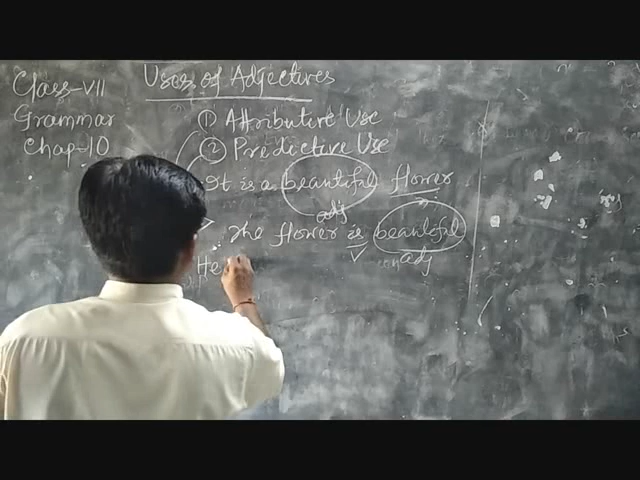 Class-VII
Grammar
Chap-10
Uses of Adjectives
① Attributive Use
② Predictive Use
It is a beautiful flower
adj
The flower is beautiful
adj
He